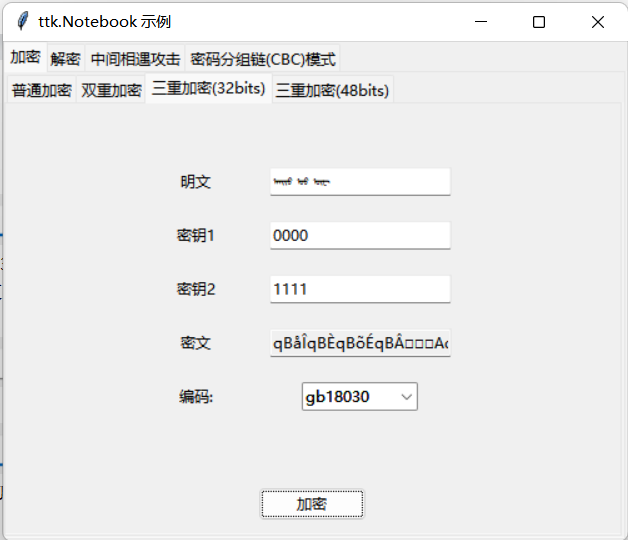 ttk.Notebook 示例
加密 解密 中间相遇攻击 密码分组链(CBC)模式
普通加密 双重加密 三重加密(32bits) 三重加密(48bits)
明文
密钥1 0000
密钥2 1111
密文 qBåÎqBÈqBõÉqBÂ□□□A
编码: gb18030
加密